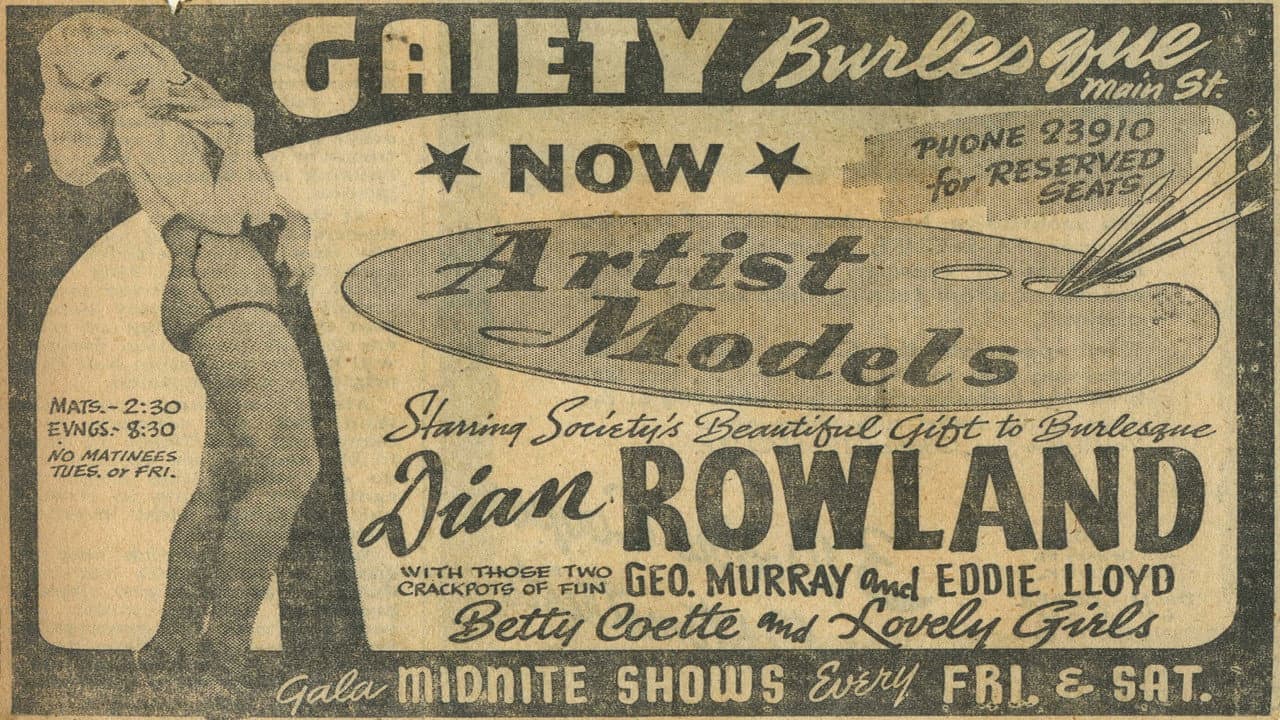 GAIETY Burlesque
Main St.
NOW
PHONE 23910
for RESERVED
SEATS
Artist
Models
MATS.- 2:30
EVNGS.- 8:30
NO MATINEES
TUES. or FRI.
Starring Society's Beautiful Gift to Burlesque
Dian ROWLAND
WITH THOSE TWO
CRACKPOTS OF FUN GEO. MURRAY and EDDIE LLOYD
Betty Coette and Lovely Girls
Gala MIDNITE SHOWS Every FRI. & SAT.